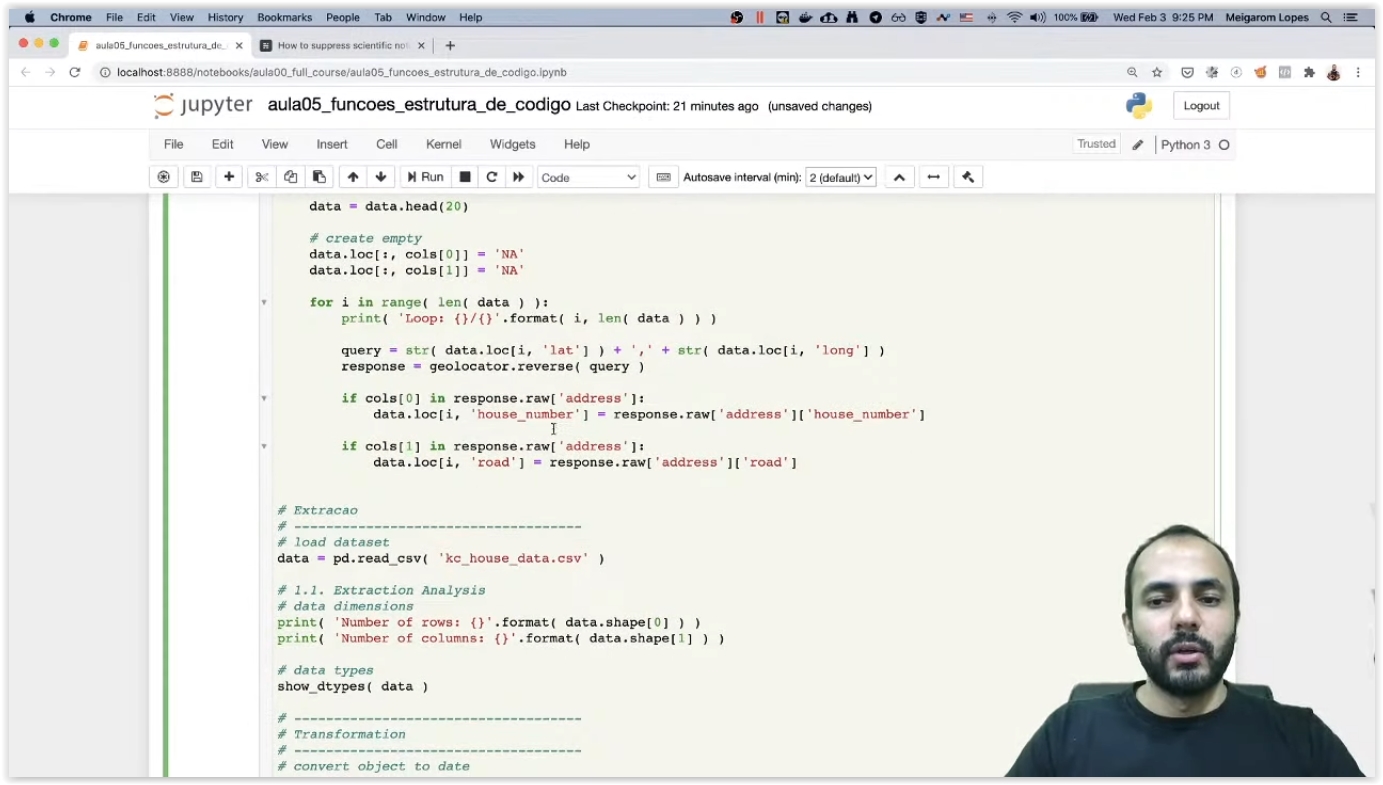 Chrome File Edit View History Bookmarks People Tab Window Help 100% Wed Feb 3 9:25 PM Meigarom Lopes
aula05_funcoes_estrutura_de_ How to suppress scientific no
localhost:8888/notebooks/aula00_full_course/aula05_funcoes_estrutura_de_codigo.ipynb
jupyter aula05_funcoes_estrutura_de_codigo Last Checkpoint: 21 minutes ago (unsaved changes) Logout
File Edit View Insert Cell Kernel Widgets Help Trusted Python 3
Run Code Autosave interval (min): 2 (default)
data = data.head(20)
# create empty
data.loc[:, cols[0]] = 'NA'
data.loc[:, cols[1]] = 'NA'
for i in range( len( data ) ):
print( 'Loop: {}/{}'.format( i, len( data ) ) )
query = str( data.loc[i, 'lat'] ) + ',' + str( data.loc[i, 'long'] )
response = geolocator.reverse( query )
if cols[0] in response.raw['address']:
data.loc[i, 'house_number'] = response.raw['address']['house_number']
if cols[1] in response.raw['address']:
data.loc[i, 'road'] = response.raw['address']['road']
# Extracao
# ------------------------------------
# load dataset
data = pd.read_csv( 'kc_house_data.csv' )
# 1.1. Extraction Analysis
# data dimensions
print( 'Number of rows: {}'.format( data.shape[0] ) )
print( 'Number of columns: {}'.format( data.shape[1] ) )
# data types
show_dtypes( data )
# ------------------------------------
# Transformation
# ------------------------------------
# convert object to date